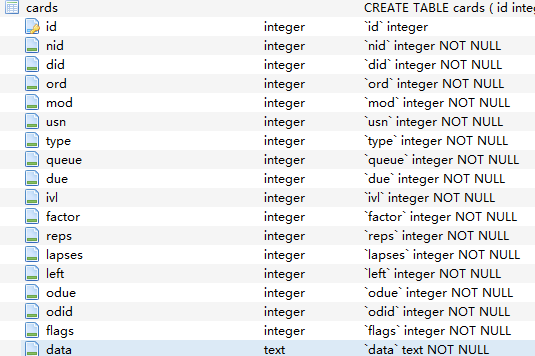 cards CREATE TABLE cards ( id integ
id integer `id` integer
nid integer `nid` integer NOT NULL
did integer `did` integer NOT NULL
ord integer `ord` integer NOT NULL
mod integer `mod` integer NOT NULL
usn integer `usn` integer NOT NULL
type integer `type` integer NOT NULL
queue integer `queue` integer NOT NULL
due integer `due` integer NOT NULL
ivl integer `ivl` integer NOT NULL
factor integer `factor` integer NOT NULL
reps integer `reps` integer NOT NULL
lapses integer `lapses` integer NOT NULL
left integer `left` integer NOT NULL
odue integer `odue` integer NOT NULL
odid integer `odid` integer NOT NULL
flags integer `flags` integer NOT NULL
data text `data` text NOT NULL